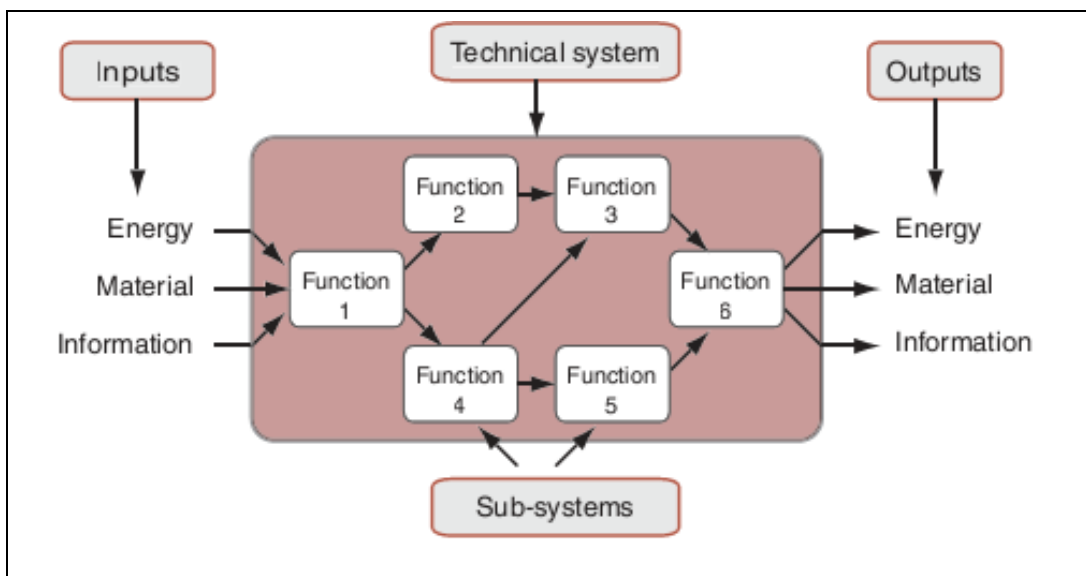 Technical system
Inputs
Outputs
Function
2
Function
3
Energy
Energy
Material
Function
1
Function
6
Material
Information
Information
Function
4
Function
5
Sub-systems